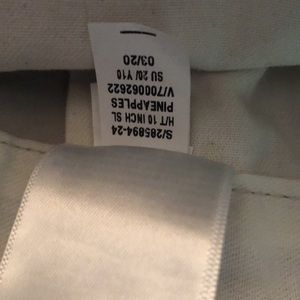 S/285894-24
H/T 10 INCH SL
PINEAPPLES
V/700062622
SU 20/ Y10
03/20